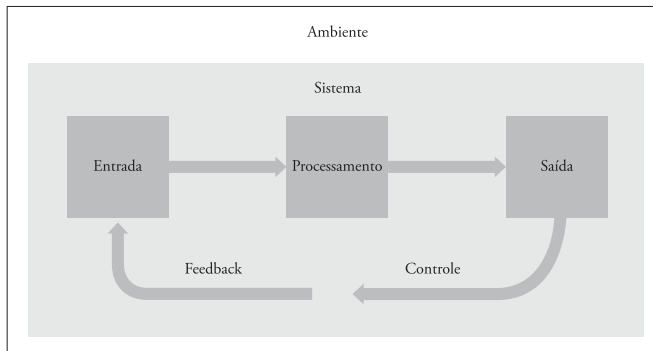 Ambiente
Sistema
Entrada
Processamento
Saída
Feedback
Controle